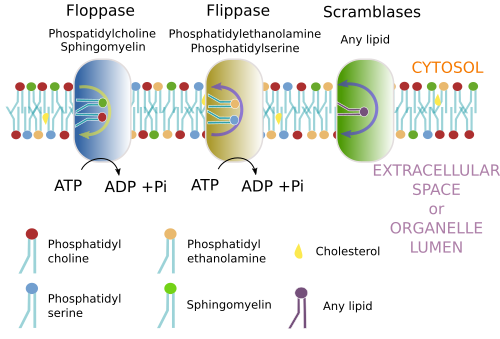 Floppase
Flippase
Scramblases
Phospatidylcholine
Sphingomyelin
Phosphatidylethanolamine
Phosphatidylserine
Any lipid
CYTOSOL
ATP
ADP +Pi
ATP
ADP +Pi
EXTRACELLULAR
SPACE
or
ORGANELLE
LUMEN
Phosphatidyl
choline
Phosphatidyl
ethanolamine
Cholesterol
Phosphatidyl
serine
Sphingomyelin
Any lipid